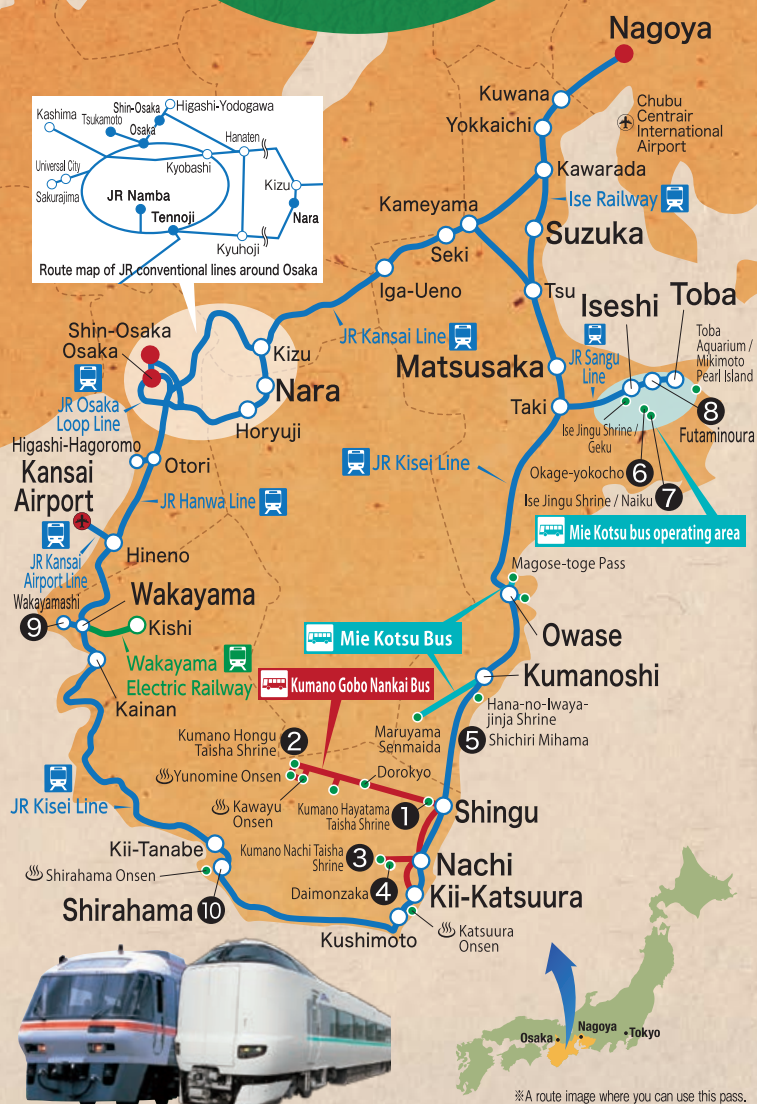 Nagoya
Kuwana
Yokkaichi
Chubu
Centrair
International
Airport
Kawarada
Ise Railway
Kameyama
Suzuka
Seki
Iga-Ueno
Tsu
Kashima
Tsukamoto
Shin-Osaka
Osaka
Higashi-Yodogawa
Hanaten
Universal City
Sakurajima
Kyobashi
JR Namba
Tennoji
Kizu
Nara
Kyuhoji
Route map of JR conventional lines around Osaka
Shin-Osaka
Osaka
JR Osaka
Loop Line
Kizu
Nara
Horyuji
JR Kansai Line
Matsusaka
Iseshi
Toba
JR Sangu
Line
Toba
Aquarium /
Mikimoto
Pearl Island
Taki
Ise Jingu Shrine /
Geku
8
Futaminoura
Okage-yokocho 6
Ise Jingu Shrine / Naiku 7
Mie Kotsu bus operating area
Higashi-Hagoromo
Otori
Kansai
Airport
JR Hanwa Line
JR Kisei Line
JR Kansai
Airport Line
Hineno
Wakayamashi
9
Wakayama
Kishi
Wakayama
Electric Railway
Kainan
Magose-toge Pass
Owase
Mie Kotsu Bus
Kumanoshi
Kumano Gobo Nankai Bus
Hana-no-Iwaya-
jinja Shrine
Maruyama
Senmaida
5 Shichiri Mihama
Kumano Hongu
Taisha Shrine
2
Yunomine Onsen
Dorokyo
Kawayu
Onsen
Kumano Hayatama
Taisha Shrine
1
Shingu
JR Kisei Line
Kii-Tanabe
Shirahama Onsen
Shirahama 10
Kumano Nachi Taisha
Shrine
3
Daimonzaka 4
Nachi
Kii-Katsuura
Kushimoto
Katsuura
Onsen
Osaka
Nagoya
Tokyo
※A route image where you can use this pass.